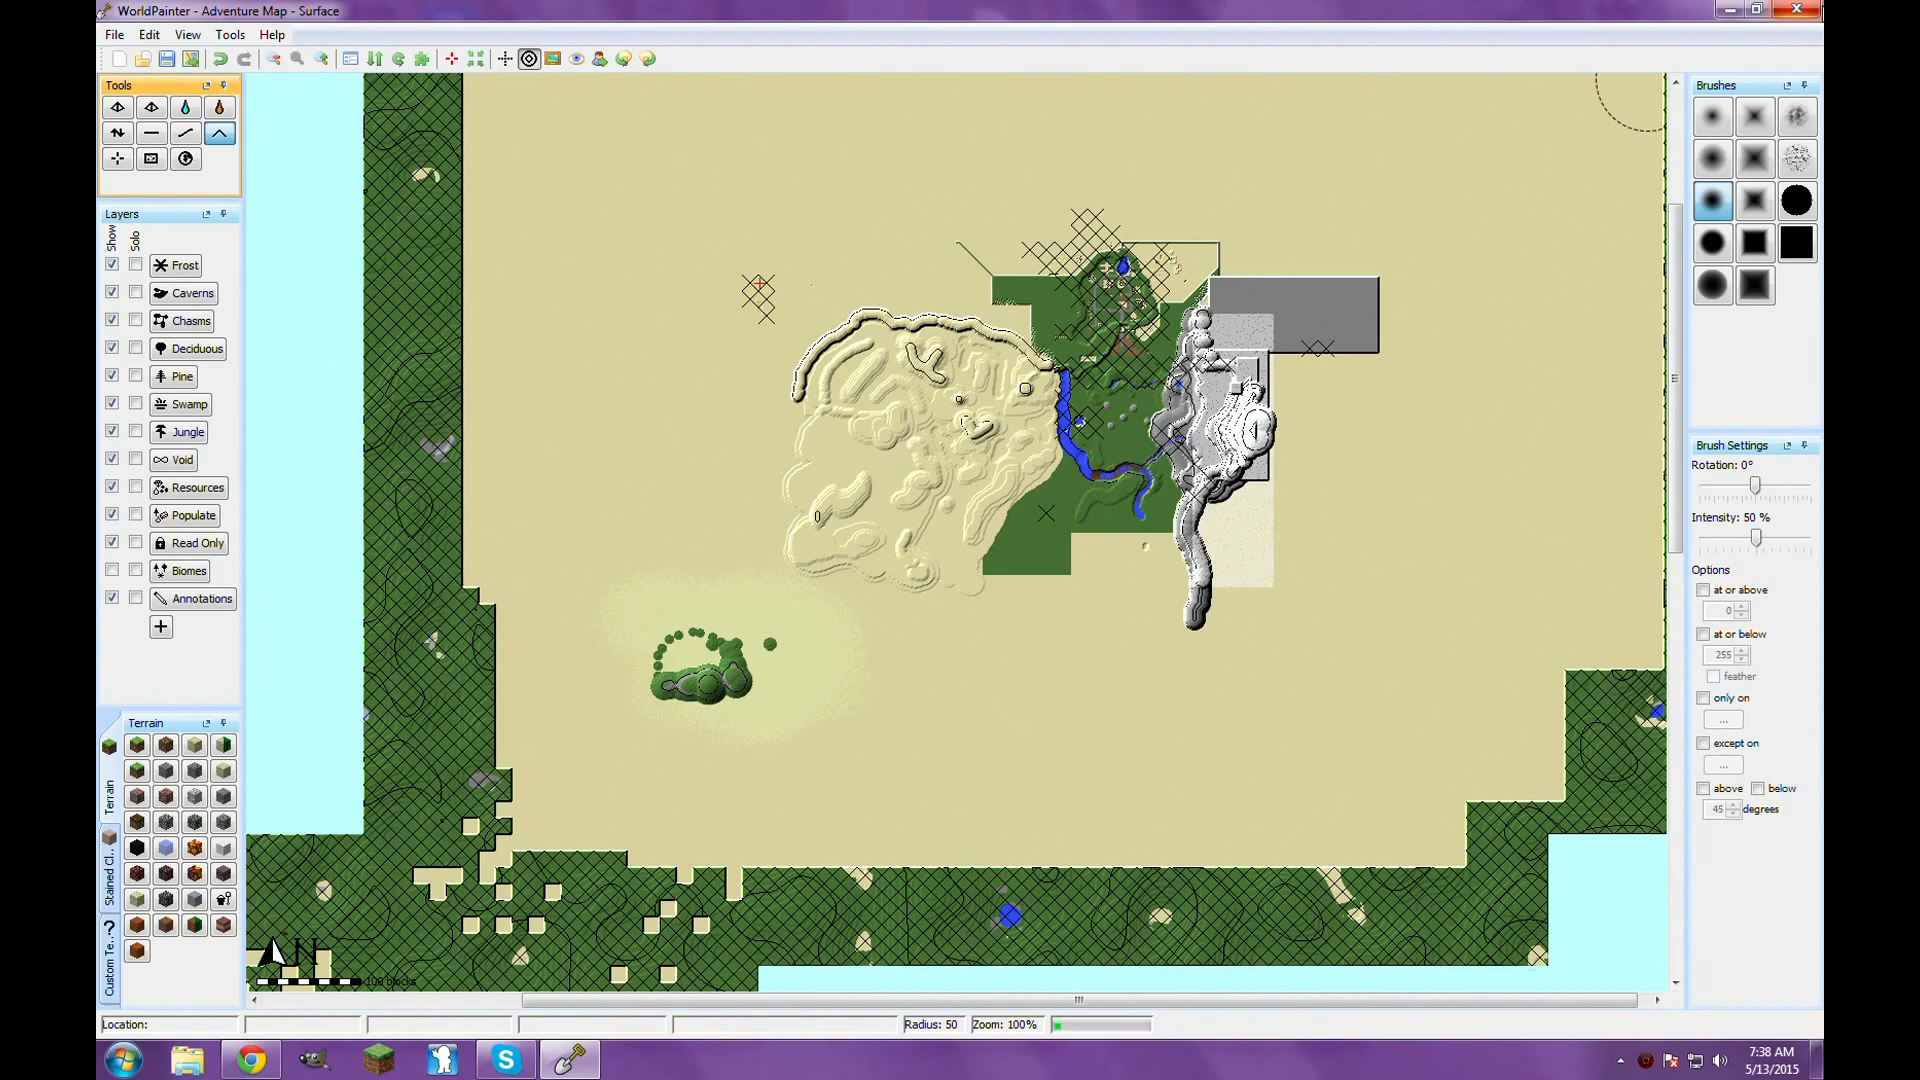 WorldPainter - Adventure Map - Surface
File Edit View Tools Help
Tools
Brushes
Layers
Show
Solo
Frost
Caverns
Chasms
Deciduous
Pine
Swamp
Jungle
Void
Resources
Populate
Read Only
Biomes
Annotations
Terrain
Terrain
Stained Cl...
Custom Te...
N
100 blocks
Brush Settings
Rotation: 0°
Intensity: 50 %
Options
at or above
0
at or below
255
feather
only on
...
except on
...
above below
45 degrees
Location:
Radius: 50
Zoom: 100%
7:38 AM
5/13/2015